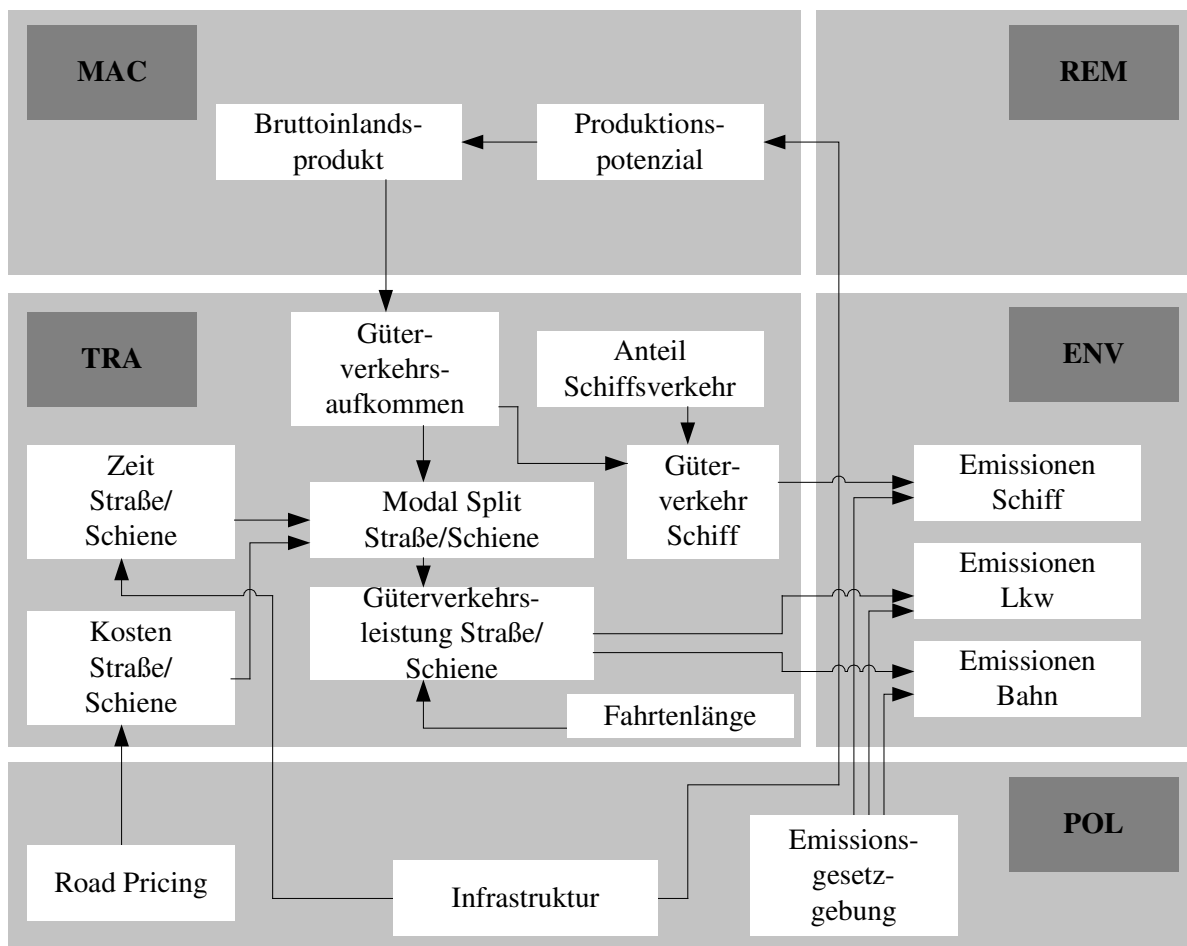 MAC
REM
Bruttoinlands-
produkt
Produktions-
potenzial
TRA
ENV
Güter-
verkehrs-
aufkommen
Anteil
Schiffsverkehr
Zeit
Straße/
Schiene
Modal Split
Straße/Schiene
Güter-
verkehr
Schiff
Emissionen
Schiff
Emissionen
Lkw
Güterverkehrs-
leistung Straße/
Schiene
Kosten
Straße/
Schiene
Emissionen
Bahn
Fahrtenlänge
POL
Road Pricing
Infrastruktur
Emissions-
gesetz-
gebung